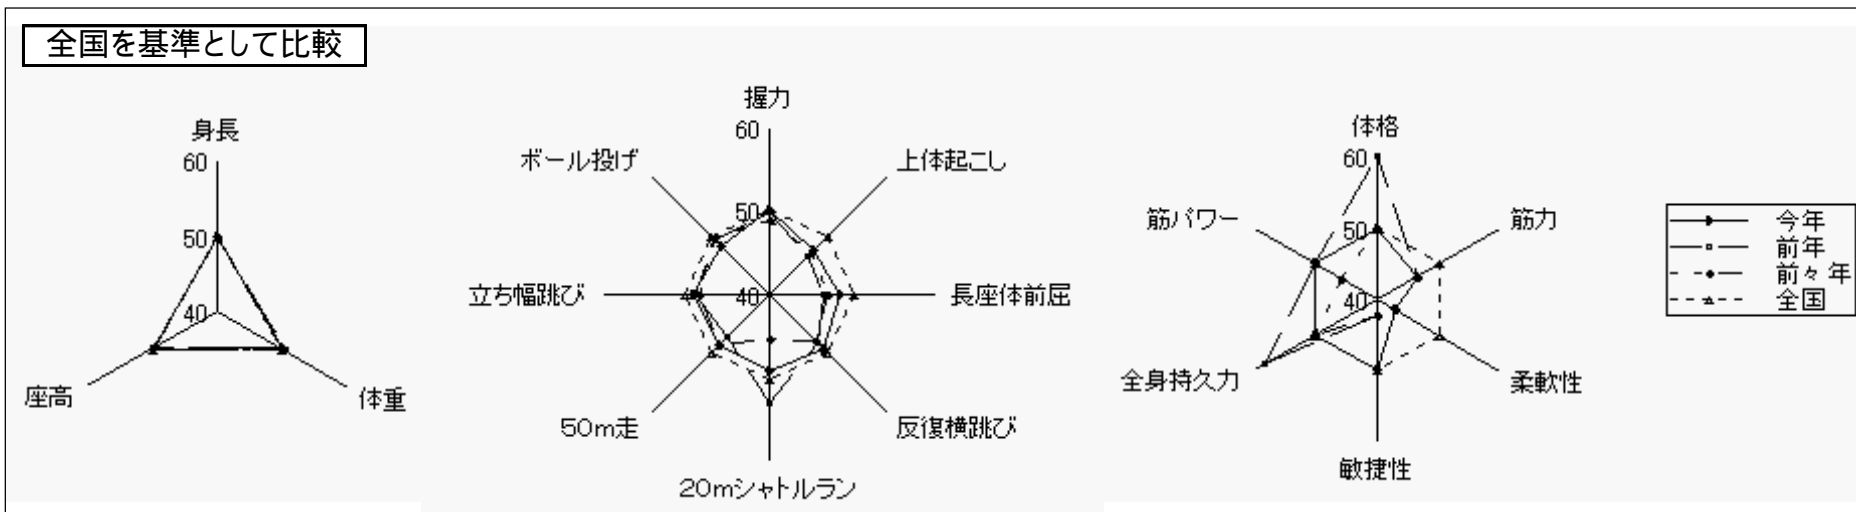 全国を基準として比較
身長
60
50
40
座高
体重
握力
60
ボール投げ
上体起こし
50
立ち幅跳び
40
長座体前屈
50m走
反復横跳び
20mシャトルラン
体格
60
筋パワー
筋力
50
40
全身持久力
柔軟性
敏捷性
今年
前年
前々年
全国